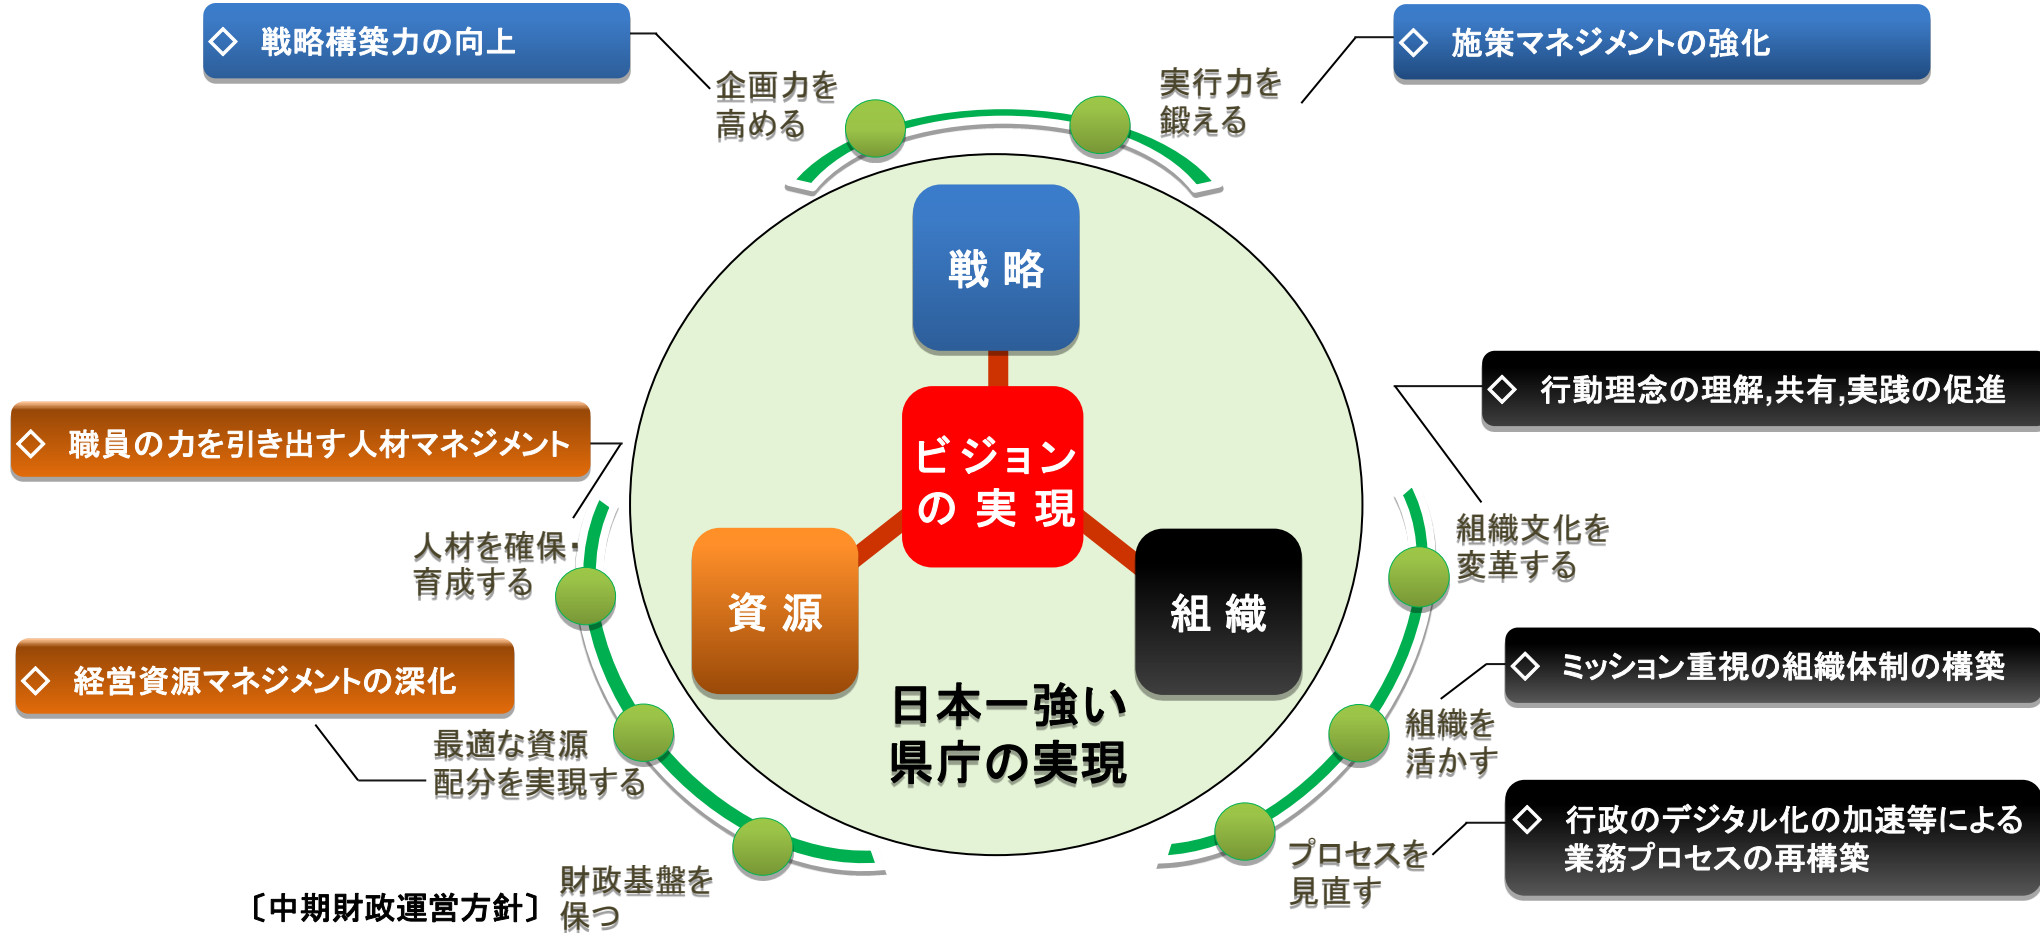 ◇ 戦略構築力の向上
◇ 施策マネジメントの強化
企画力を
高める
実行力を
鍛える
戦略
ビジョン
の実現
資源
組織
日本一強い
県庁の実現
◇ 職員の力を引き出す人材マネジメント
人材を確保・
育成する
◇ 経営資源マネジメントの深化
最適な資源
配分を実現する
財政基盤を
保つ
〔中期財政運営方針〕
◇ 行動理念の理解,共有,実践の促進
組織文化を
変革する
◇ ミッション重視の組織体制の構築
組織を
活かす
◇ 行政のデジタル化の加速等による
業務プロセスの再構築
プロセスを
見直す